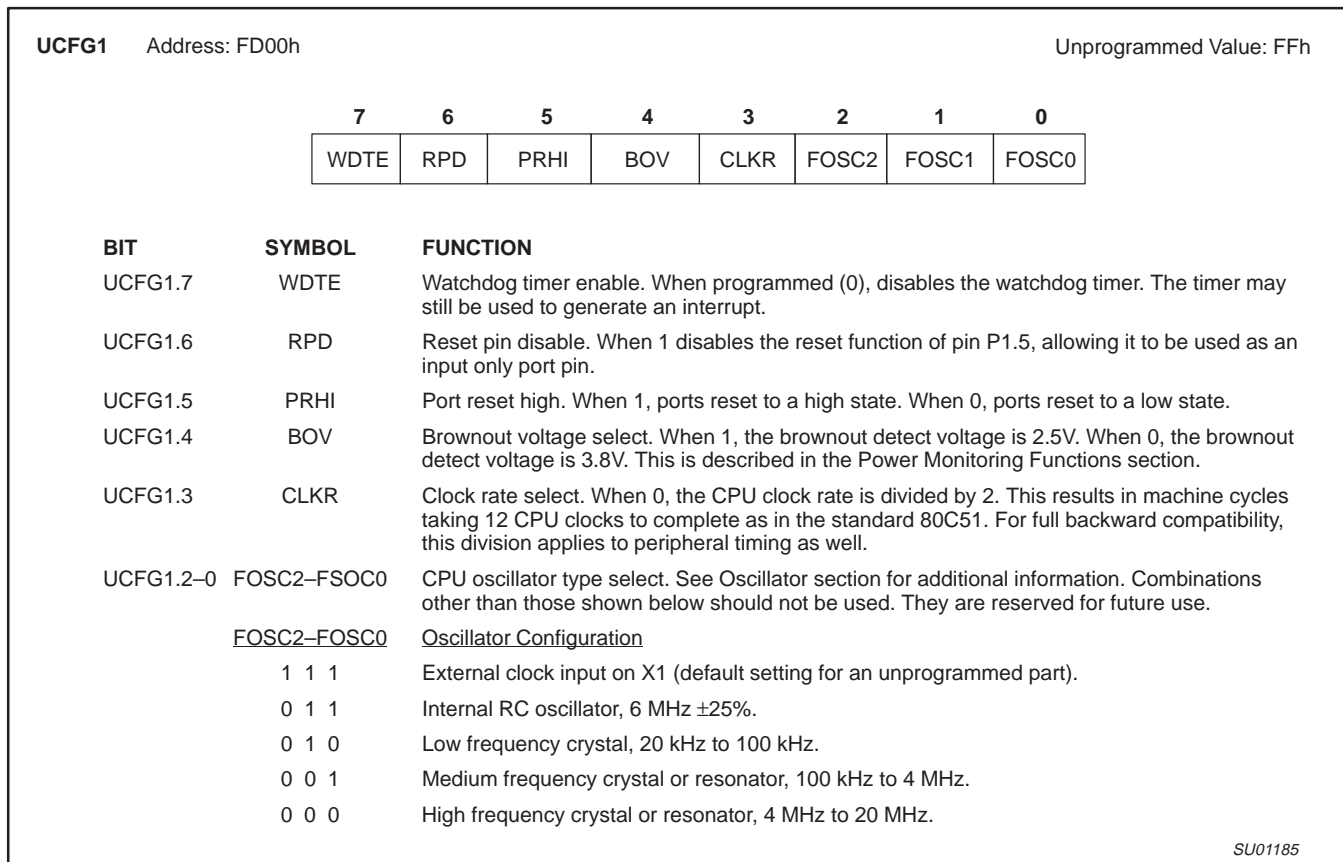 UCFG1 Address: FD00h Unprogrammed Value: FFh
7 6 5 4 3 2 1 0
WDTE RPD PRHI BOV CLKR FOSC2 FOSC1 FOSC0
BIT SYMBOL FUNCTION
UCFG1.7 WDTE Watchdog timer enable. When programmed (0), disables the watchdog timer. The timer may
still be used to generate an interrupt.
UCFG1.6 RPD Reset pin disable. When 1 disables the reset function of pin P1.5, allowing it to be used as an
input only port pin.
UCFG1.5 PRHI Port reset high. When 1, ports reset to a high state. When 0, ports reset to a low state.
UCFG1.4 BOV Brownout voltage select. When 1, the brownout detect voltage is 2.5V. When 0, the brownout
detect voltage is 3.8V. This is described in the Power Monitoring Functions section.
UCFG1.3 CLKR Clock rate select. When 0, the CPU clock rate is divided by 2. This results in machine cycles
taking 12 CPU clocks to complete as in the standard 80C51. For full backward compatibility,
this division applies to peripheral timing as well.
UCFG1.2–0 FOSC2–FSOC0 CPU oscillator type select. See Oscillator section for additional information. Combinations
other than those shown below should not be used. They are reserved for future use.
FOSC2–FOSC0 Oscillator Configuration
1 1 1 External clock input on X1 (default setting for an unprogrammed part).
0 1 1 Internal RC oscillator, 6 MHz ±25%.
0 1 0 Low frequency crystal, 20 kHz to 100 kHz.
0 0 1 Medium frequency crystal or resonator, 100 kHz to 4 MHz.
0 0 0 High frequency crystal or resonator, 4 MHz to 20 MHz.
SU01185